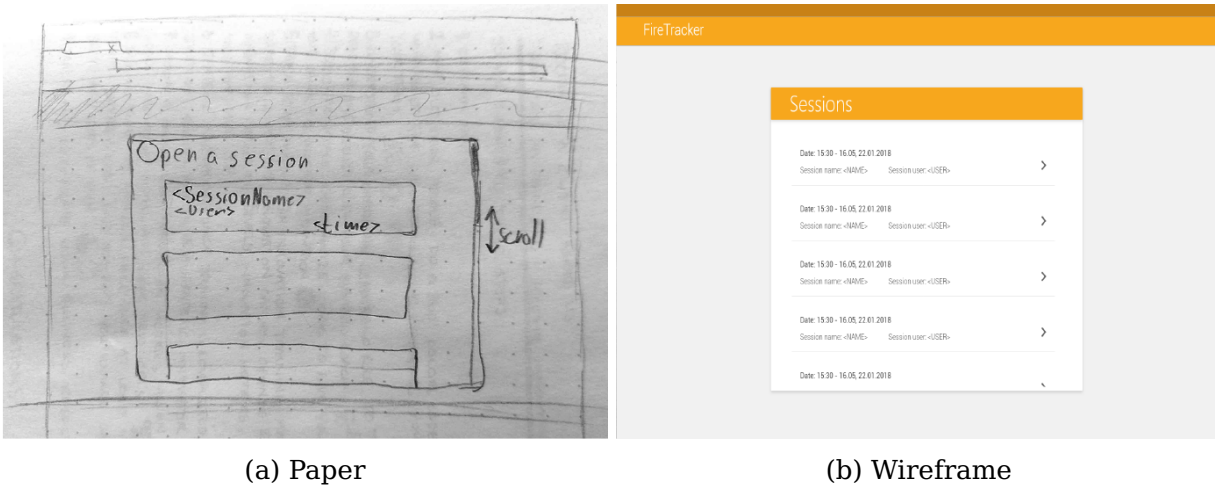 x
Open a session
<SessionName>
<User>
<time>
scroll
FireTracker
Sessions
Date: 15:30 - 16.05, 22.01.2018
Session name: <NAME> Session user: <USER>
Date: 15:30 - 16.05, 22.01.2018
Session name: <NAME> Session user: <USER>
Date: 15:30 - 16.05, 22.01.2018
Session name: <NAME> Session user: <USER>
Date: 15:30 - 16.05, 22.01.2018
Session name: <NAME> Session user: <USER>
Date: 15:30 - 16.05, 22.01.2018
(a) Paper
(b) Wireframe